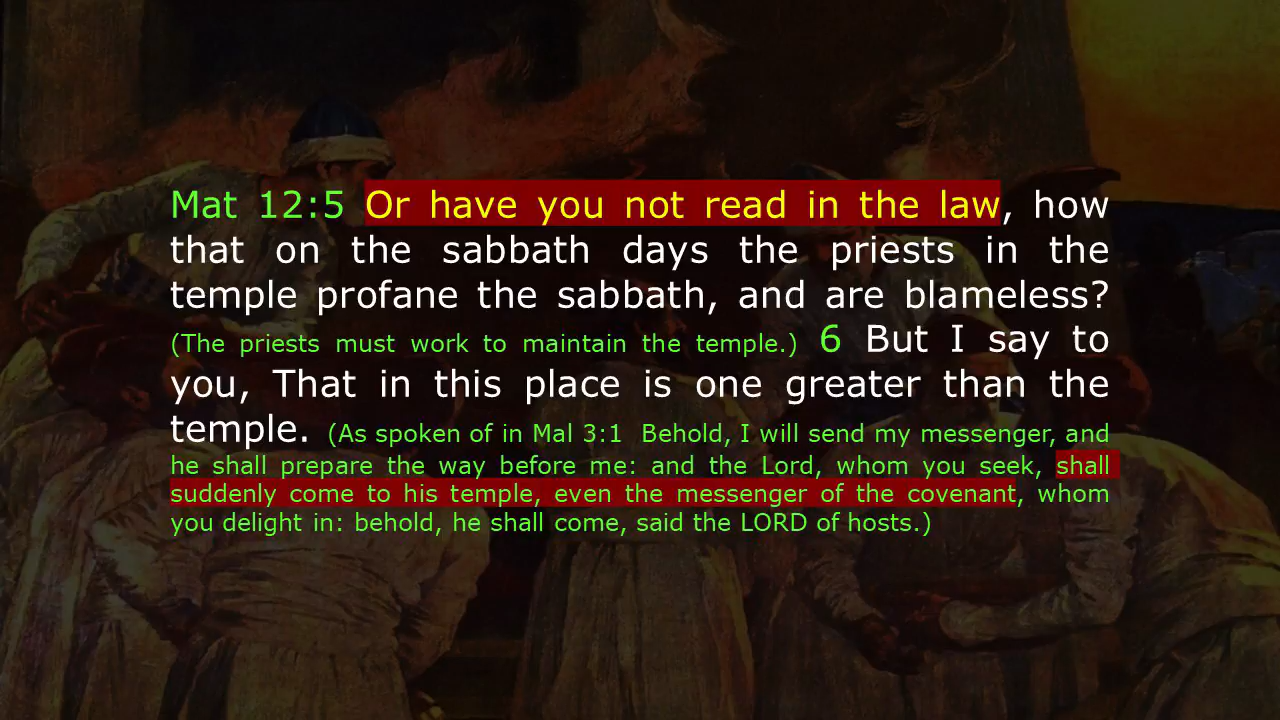 Mat 12:5 Or have you not read in the law, how
that on the sabbath days the priests in the
temple profane the sabbath, and are blameless?
(The priests must work to maintain the temple.) 6 But I say to
you, That in this place is one greater than the
temple. (As spoken of in Mal 3:1 Behold, I will send my messenger, and
he shall prepare the way before me: and the Lord, whom you seek, shall
suddenly come to his temple, even the messenger of the covenant, whom
you delight in: behold, he shall come, said the LORD of hosts.)